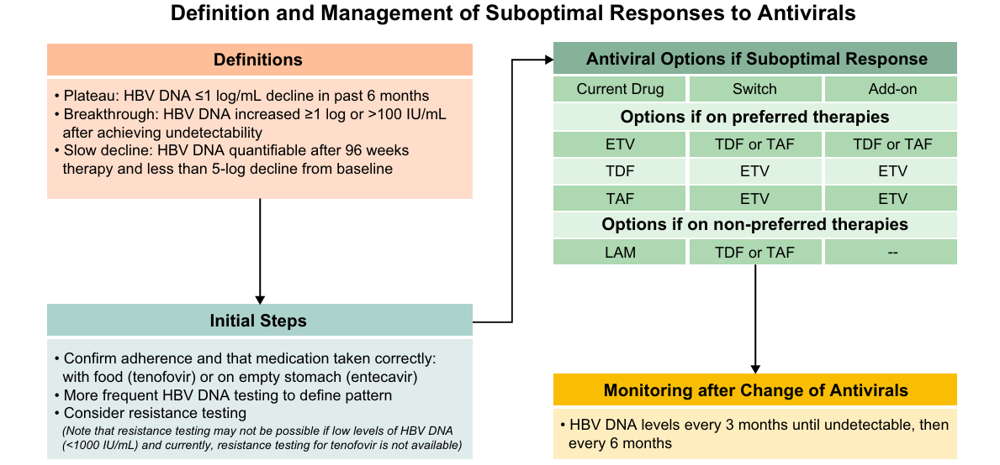 Definition and Management of Suboptimal Responses to Antivirals
Definitions
• Plateau: HBV DNA ≤1 log/mL decline in past 6 months
• Breakthrough: HBV DNA increased ≥1 log or >100 IU/mL
after achieving undetectability
• Slow decline: HBV DNA quantifiable after 96 weeks
therapy and less than 5-log decline from baseline
Initial Steps
• Confirm adherence and that medication taken correctly:
with food (tenofovir) or on empty stomach (entecavir)
• More frequent HBV DNA testing to define pattern
• Consider resistance testing
(Note that resistance testing may not be possible if low levels of HBV DNA
(<1000 IU/mL) and currently, resistance testing for tenofovir is not available)
Antiviral Options if Suboptimal Response
Current Drug Switch Add-on
Options if on preferred therapies
ETV TDF or TAF TDF or TAF
TDF ETV ETV
TAF ETV ETV
Options if on non-preferred therapies
LAM TDF or TAF --
Monitoring after Change of Antivirals
• HBV DNA levels every 3 months until undetectable, then
every 6 months